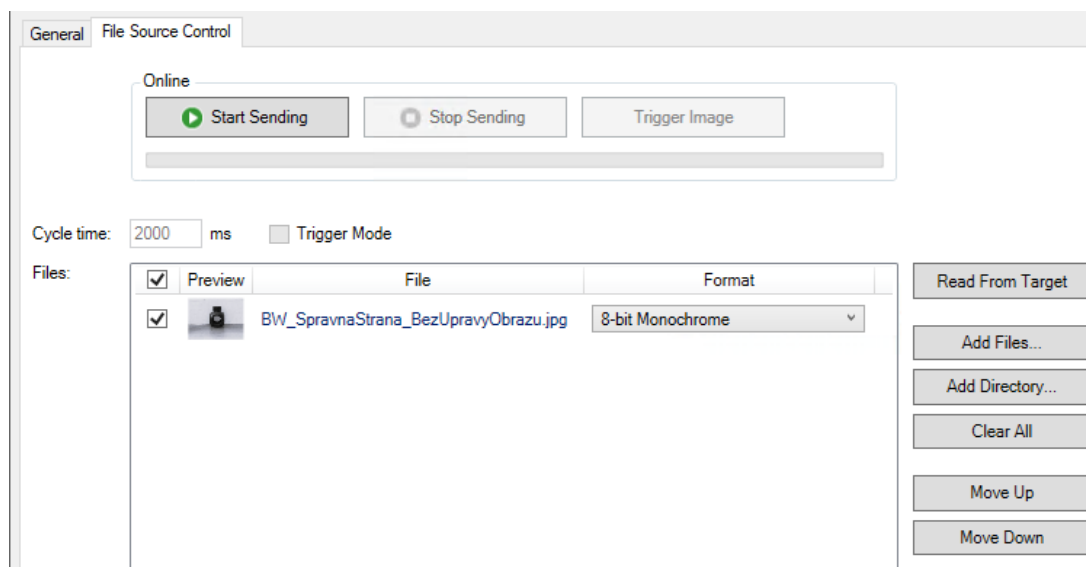 General File Source Control
Online
Start Sending Stop Sending Trigger Image
Cycle time: 2000 ms Trigger Mode
Files:
Preview File Format
BW_SpravnaStrana_BezUpravyObrazu.jpg 8-bit Monochrome
Read From Target
Add Files...
Add Directory...
Clear All
Move Up
Move Down